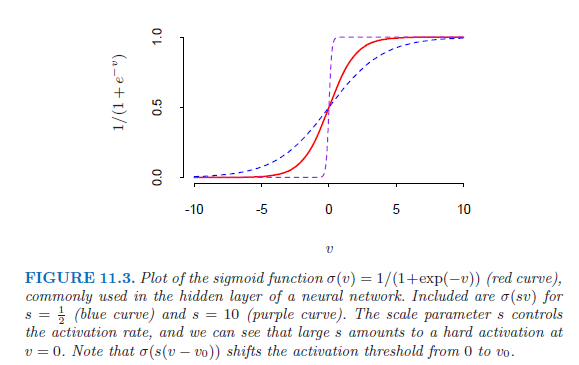 1/(1 + e⁻ᵛ)
1.0
0.5
0.0
-10 -5 0 5 10
v
FIGURE 11.3. Plot of the sigmoid function σ(v) = 1/(1+exp(−v)) (red curve),
commonly used in the hidden layer of a neural network. Included are σ(sv) for
s = ½ (blue curve) and s = 10 (purple curve). The scale parameter s controls
the activation rate, and we can see that large s amounts to a hard activation at
v = 0. Note that σ(s(v − v₀)) shifts the activation threshold from 0 to v₀.